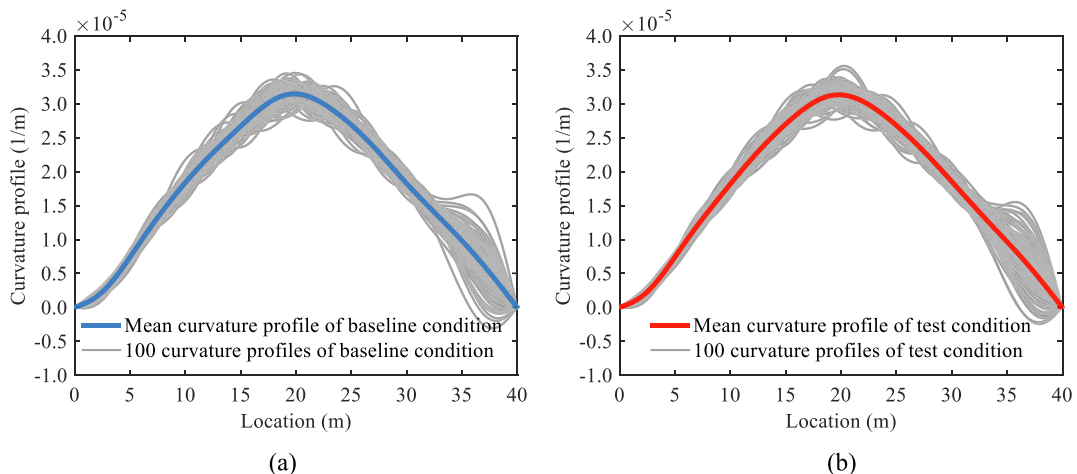 ×10⁻⁵
4.0
3.5
3.0
2.5
2.0
1.5
1.0
0.5
0.0
-0.5
-1.0
Curvature profile (1/m)
Mean curvature profile of baseline condition
100 curvature profiles of baseline condition
0 5 10 15 20 25 30 35 40
Location (m)
(a)
×10⁻⁵
4.0
3.5
3.0
2.5
2.0
1.5
1.0
0.5
0.0
-0.5
-1.0
Curvature profile (1/m)
Mean curvature profile of test condition
100 curvature profiles of test condition
0 5 10 15 20 25 30 35 40
Location (m)
(b)